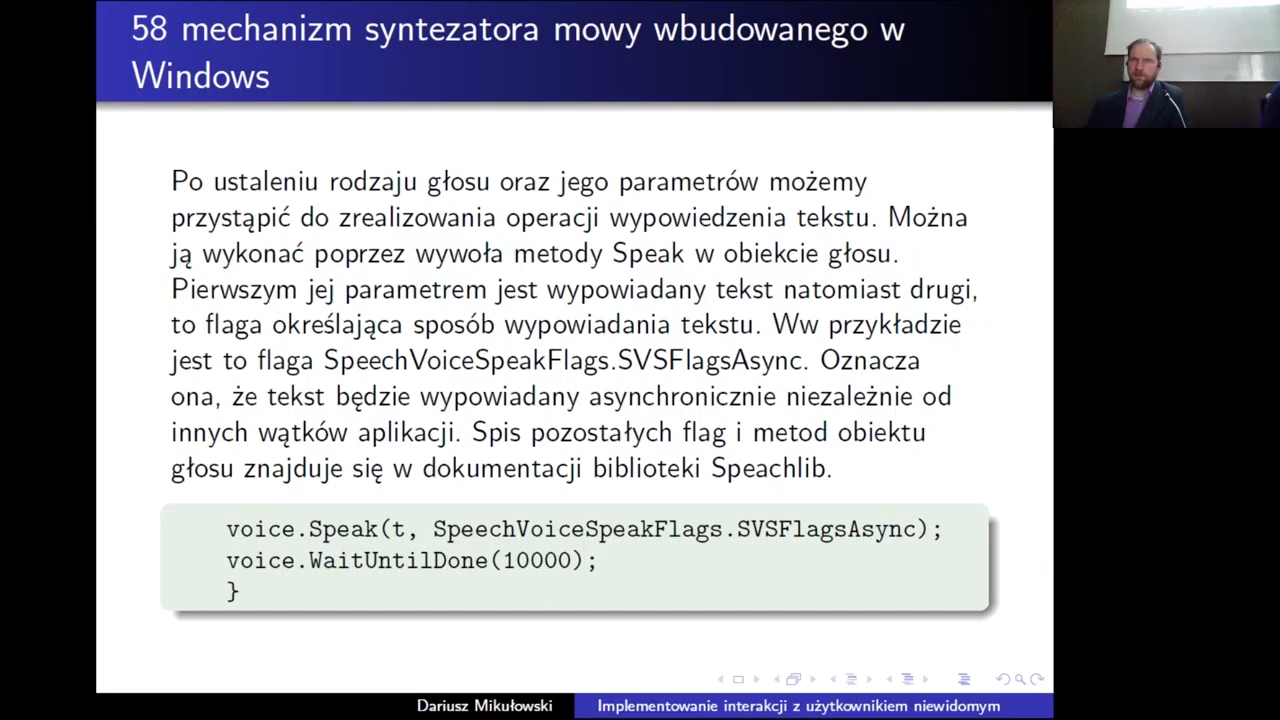 58 mechanizm syntezatora mowy wbudowanego w
Windows
Po ustaleniu rodzaju głosu oraz jego parametrów możemy
przystąpić do zrealizowania operacji wypowiedzenia tekstu. Można
ją wykonać poprzez wywoła metody Speak w obiekcie głosu.
Pierwszym jej parametrem jest wypowiadany tekst natomiast drugi,
to flaga określająca sposób wypowiadania tekstu. Ww przykładzie
jest to flaga SpeechVoiceSpeakFlags.SVSFlagsAsync. Oznacza
ona, że tekst będzie wypowiadany asynchronicznie niezależnie od
innych wątków aplikacji. Spis pozostałych flag i metod obiektu
głosu znajduje się w dokumentacji biblioteki Speachlib.
voice.Speak(t, SpeechVoiceSpeakFlags.SVSFlagsAsync);
voice.WaitUntilDone(10000);
}
Dariusz Mikułowski
Implementowanie interakcji z użytkownikiem niewidomym